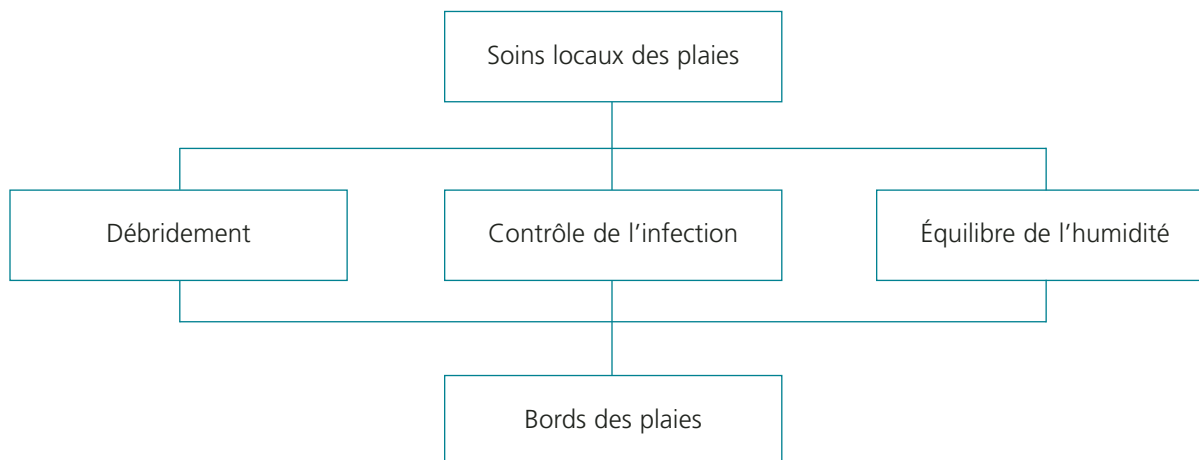 Soins locaux des plaies
Débridement
Contrôle de l’infection
Équilibre de l’humidité
Bords des plaies